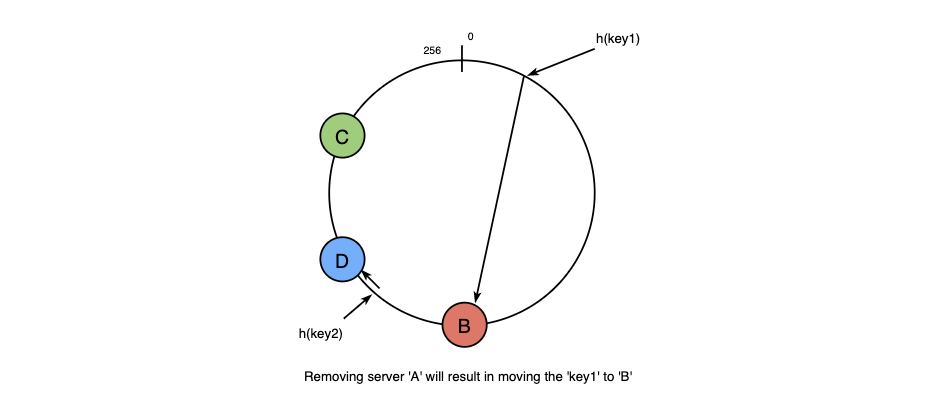 0
256
h(key1)
C
D
B
h(key2)
Removing server 'A' will result in moving the 'key1' to 'B'